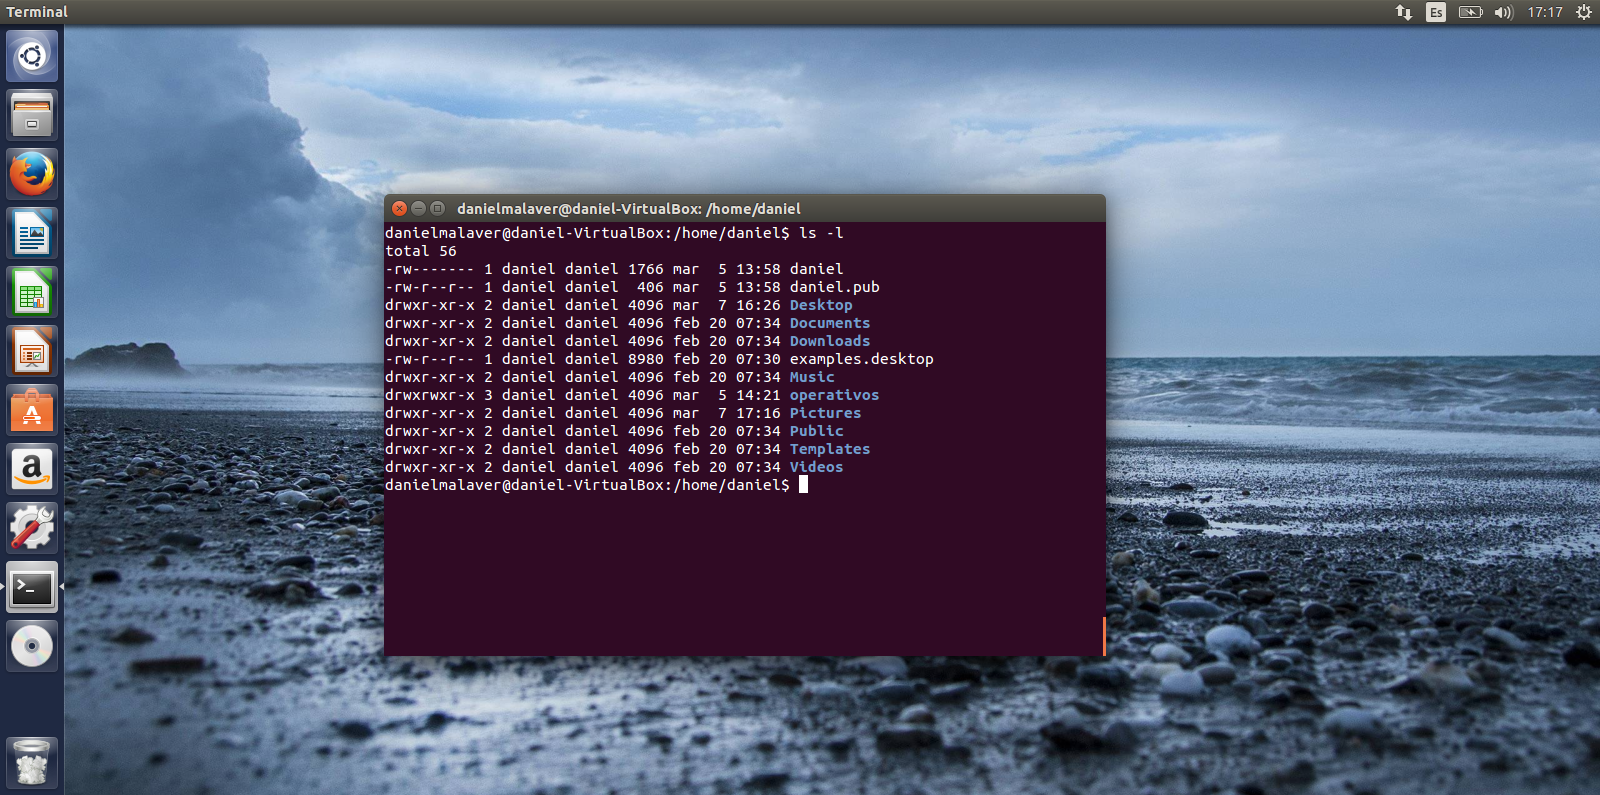 Terminal
Es
17:17
danielmalaver@daniel-VirtualBox: /home/daniel
danielmalaver@daniel-VirtualBox:/home/daniel$ ls -l
total 56
-rw------- 1 daniel daniel 1766 mar  5 13:58 daniel
-rw-r--r-- 1 daniel daniel  406 mar  5 13:58 daniel.pub
drwxr-xr-x 2 daniel daniel 4096 mar  7 16:26 Desktop
drwxr-xr-x 2 daniel daniel 4096 feb 20 07:34 Documents
drwxr-xr-x 2 daniel daniel 4096 feb 20 07:34 Downloads
-rw-r--r-- 1 daniel daniel 8980 feb 20 07:30 examples.desktop
drwxr-xr-x 2 daniel daniel 4096 feb 20 07:34 Music
drwxrwxr-x 3 daniel daniel 4096 mar  5 14:21 operativos
drwxr-xr-x 2 daniel daniel 4096 mar  7 17:16 Pictures
drwxr-xr-x 2 daniel daniel 4096 feb 20 07:34 Public
drwxr-xr-x 2 daniel daniel 4096 feb 20 07:34 Templates
drwxr-xr-x 2 daniel daniel 4096 feb 20 07:34 Videos
danielmalaver@daniel-VirtualBox:/home/daniel$
a
>_